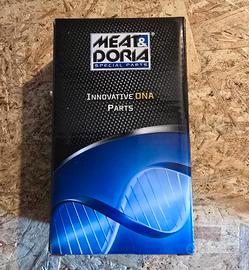 MEAT&
DORIA
SPECIAL PARTS
INNOVATIVE DNA
PARTS